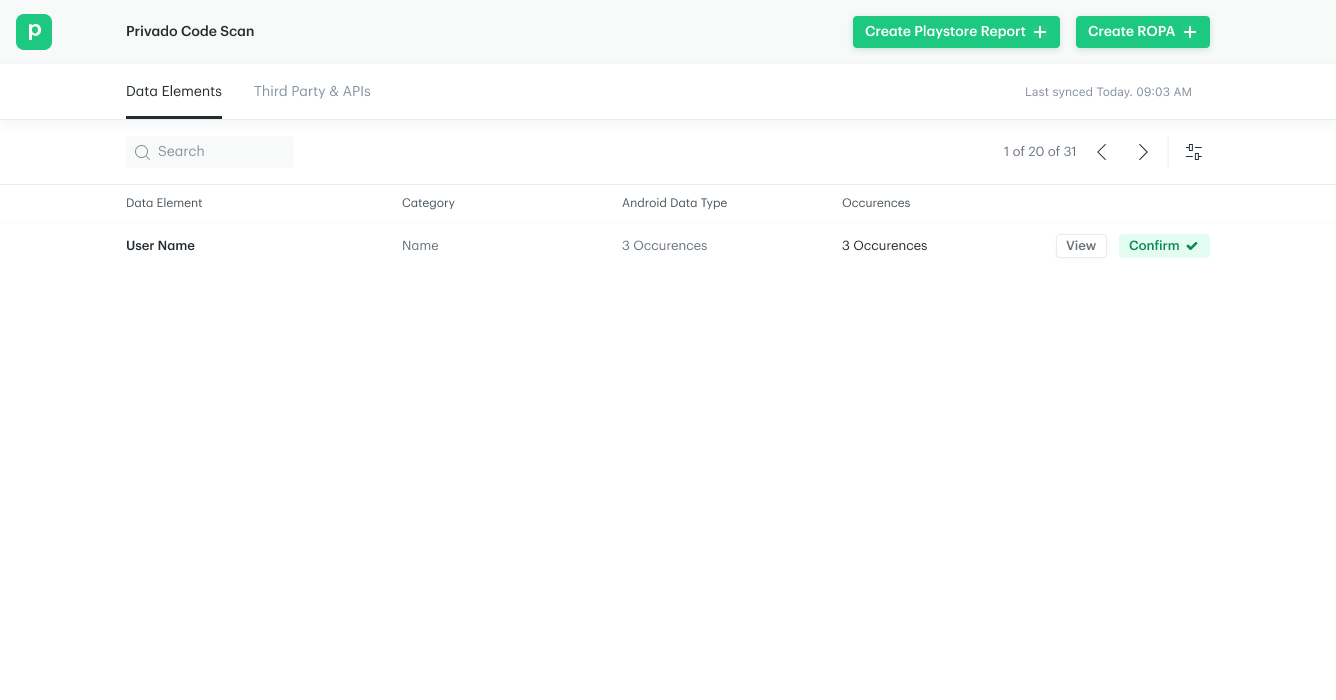 p
Privado Code Scan
Create Playstore Report
Create ROPA
Data Elements
Third Party & APIs
Last synced Today. 09:03 AM
Search
1 of 20 of 31
Data Element
Category
Android Data Type
Occurences
User Name
Name
3 Occurences
3 Occurences
View
Confirm